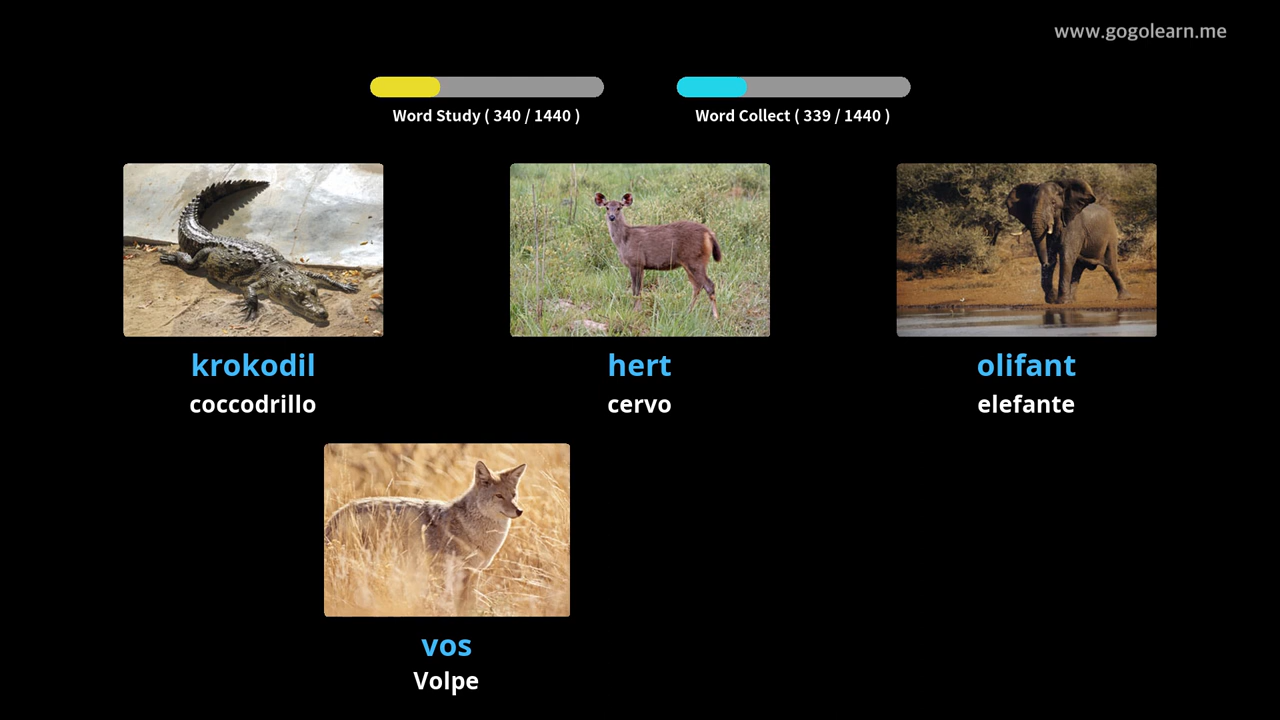 www.gogolearn.me
Word Study ( 340 / 1440 )
Word Collect ( 339 / 1440 )
krokodil
coccodrillo
hert
cervo
olifant
elefante
vos
Volpe